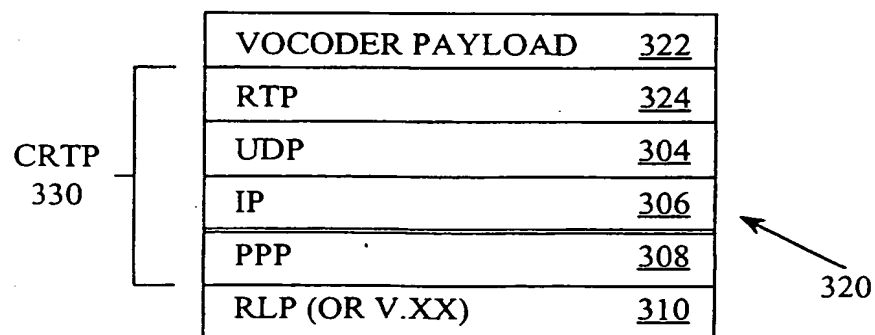 VOCODER PAYLOAD 322
RTP 324
UDP 304
IP 306
PPP 308
RLP (OR V.XX) 310
CRTP
330
320